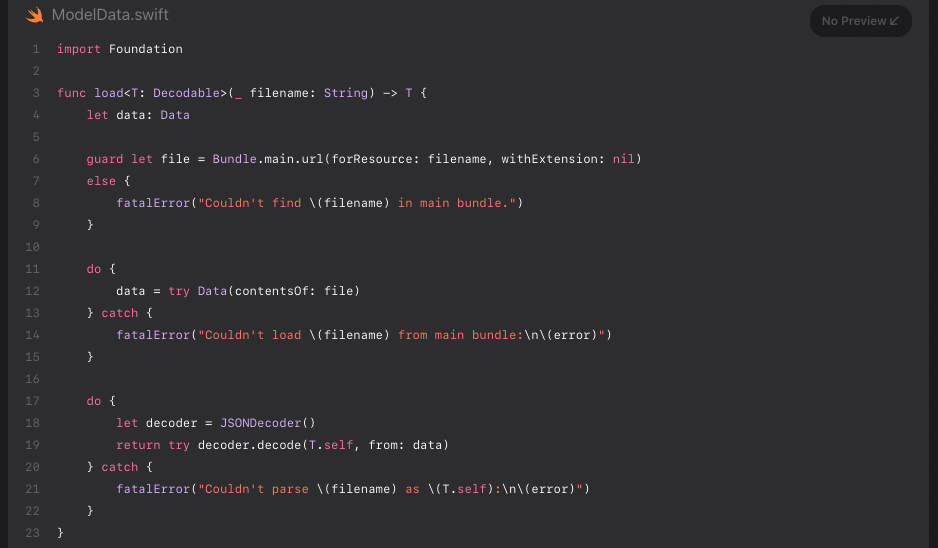 ModelData.swift
No Preview
1 import Foundation
2
3 func load<T: Decodable>(_ filename: String) -> T {
4     let data: Data
5
6     guard let file = Bundle.main.url(forResource: filename, withExtension: nil)
7     else {
8         fatalError("Couldn't find \(filename) in main bundle.")
9     }
10
11     do {
12         data = try Data(contentsOf: file)
13     } catch {
14         fatalError("Couldn't load \(filename) from main bundle:\n\(error)")
15     }
16
17     do {
18         let decoder = JSONDecoder()
19         return try decoder.decode(T.self, from: data)
20     } catch {
21         fatalError("Couldn't parse \(filename) as \(T.self):\n\(error)")
22     }
23 }